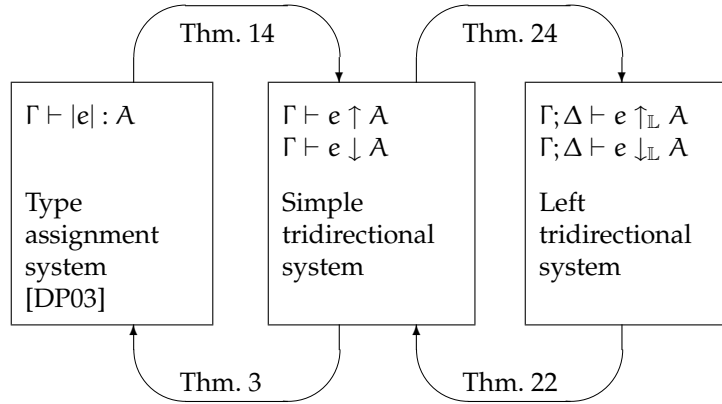 Thm. 14
Thm. 24
Γ ⊢ |e| : A
Type
assignment
system
[DP03]
Γ ⊢ e ↑ A
Γ ⊢ e ↓ A
Simple
tridirectional
system
Γ; Δ ⊢ e ↑𝕃 A
Γ; Δ ⊢ e ↓𝕃 A
Left
tridirectional
system
Thm. 3
Thm. 22